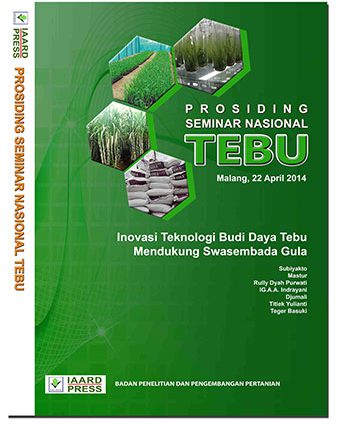 IAARD
PRESS
PROSIDING SEMINAR NASIONAL TEBU
PROSIDING
SEMINAR NASIONAL
TEBU
Malang, 22 April 2014
Inovasi Teknologi Budi Daya Tebu
Mendukung Swasembada Gula
Subiyakto
Mastur
Rully Dyah Purwati
IG.A.A. Indrayani
Djumali
Titiek Yulianti
Teger Basuki
IAARD
PRESS
BADAN PENELITIAN DAN PENGEMBANGAN PERTANIAN